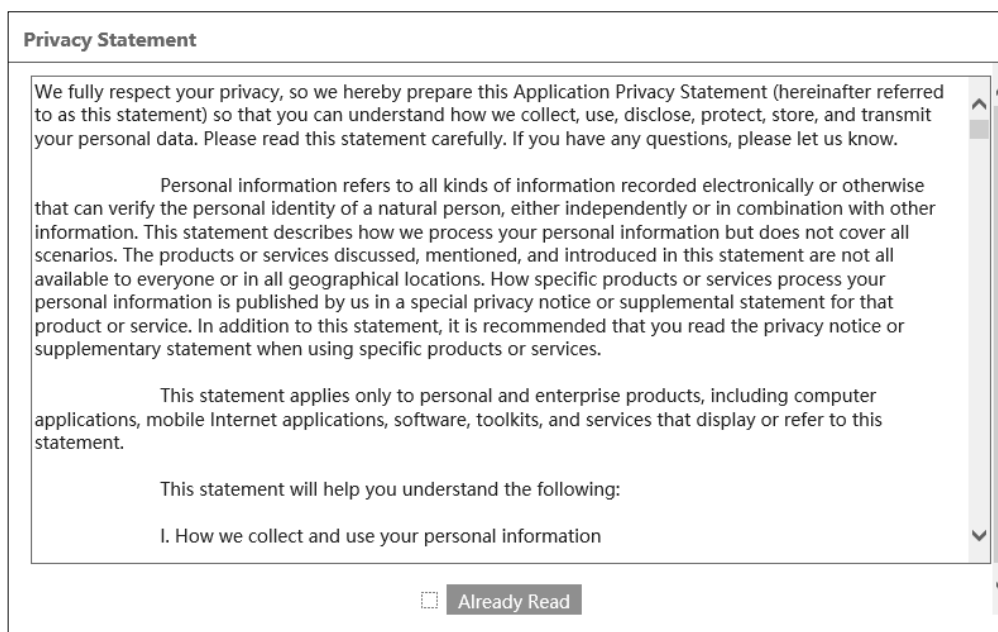 Privacy Statement
We fully respect your privacy, so we hereby prepare this Application Privacy Statement (hereinafter referred
to as this statement) so that you can understand how we collect, use, disclose, protect, store, and transmit
your personal data. Please read this statement carefully. If you have any questions, please let us know.
Personal information refers to all kinds of information recorded electronically or otherwise
that can verify the personal identity of a natural person, either independently or in combination with other
information. This statement describes how we process your personal information but does not cover all
scenarios. The products or services discussed, mentioned, and introduced in this statement are not all
available to everyone or in all geographical locations. How specific products or services process your
personal information is published by us in a special privacy notice or supplemental statement for that
product or service. In addition to this statement, it is recommended that you read the privacy notice or
supplementary statement when using specific products or services.
This statement applies only to personal and enterprise products, including computer
applications, mobile Internet applications, software, toolkits, and services that display or refer to this
statement.
This statement will help you understand the following:
I. How we collect and use your personal information
Already Read